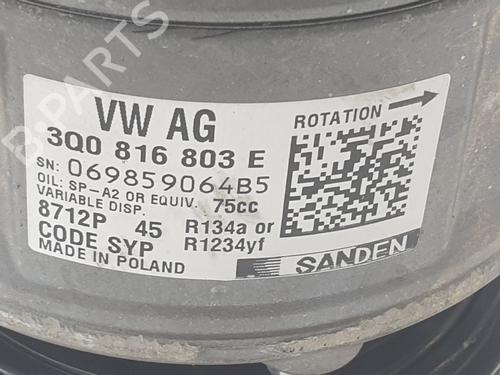 B-PARTS
VW AG
3Q0 816 803 E
SN: 069859064B5
OIL: SP-A2 OR EQUIV. 75cc
VARIABLE DISP.
8712P 45 R134a or
CODE SYP R1234yf
MADE IN POLAND
ROTATION
SANDEN